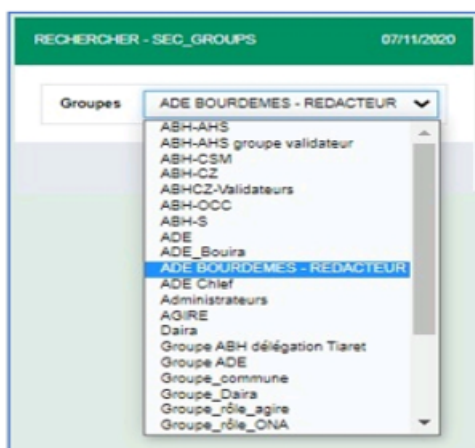 RECHERCHER - SEC_GROUPS 07/11/2020
Groupes ADE BOURDEMES - REDACTEUR
ABH-AHS
ABH-AHS groupe validateur
ABH-CSM
ABH-CZ
ABHCZ-Validateurs
ABH-OCC
ABH-S
ADE
ADE_Bouira
ADE BOURDEMES - REDACTEUR
ADE Chlef
Administrateurs
AGIRE
Daira
Groupe ABH délégation Tiaret
Groupe ADE
Groupe_commune
Groupe_Daira
Groupe_rôle_agire
Groupe_rôle_ONA